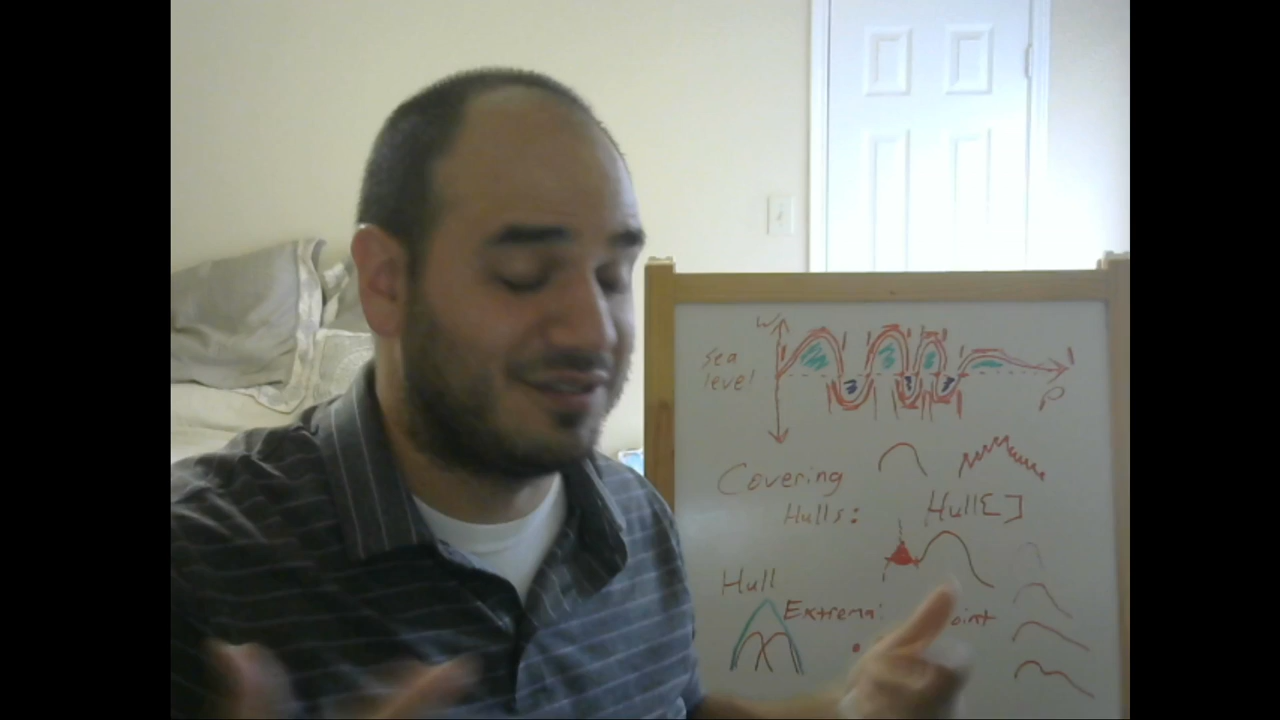 W
sea
level
P
Covering
Hulls:
Hull[]
Hull
Extrema: oint